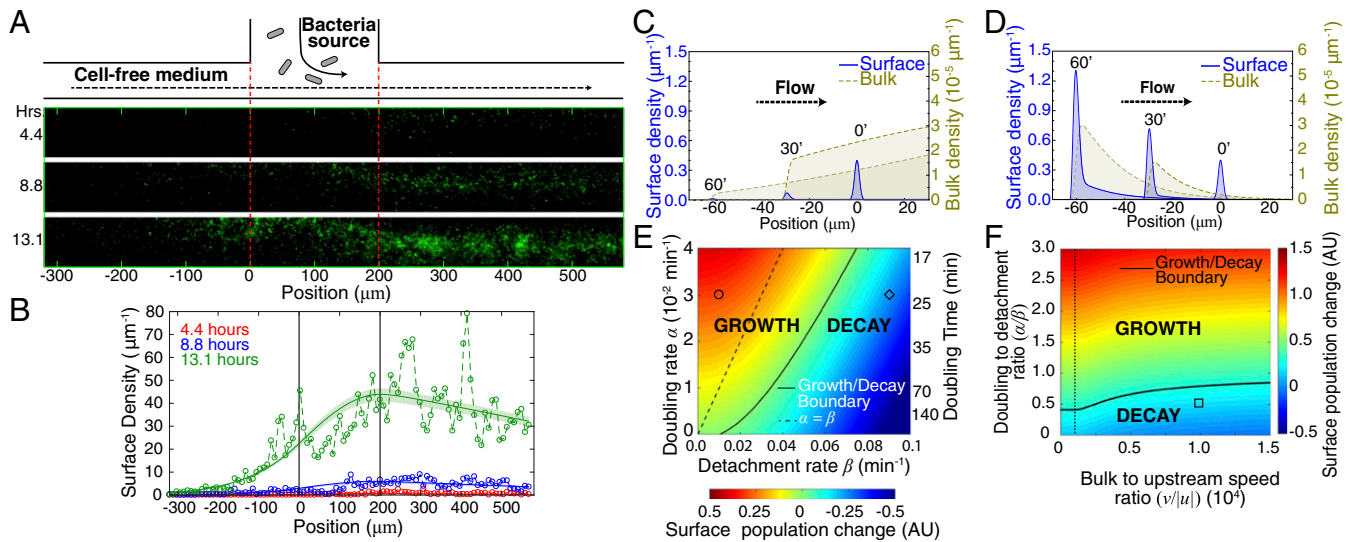 A
Bacteria
source
Cell-free medium
Hrs.
4.4
8.8
13.1
-300 -200 -100 0 100 200 300 400 500
Position (μm)
B
Surface Density (μm⁻¹)
80
70
60
50
40
30
20
10
0
4.4 hours
8.8 hours
13.1 hours
-300 -200 -100 0 100 200 300 400 500
Position (μm)
C
Surface density (μm⁻¹)
1.5
1.2
0.9
0.6
0.3
0
Surface
Bulk
Flow
60'
30'
0'
6
5
4
3
2
1
0
Bulk density (10⁻⁵ μm⁻¹)
-60 -40 -20 0 20
Position (μm)
D
Surface density (μm⁻¹)
1.5
1.2
0.9
0.6
0.3
0
Surface
Bulk
Flow
60'
30'
0'
6
5
4
3
2
1
0
Bulk density (10⁻⁵ μm⁻¹)
-60 -40 -20 0 20
Position (μm)
E
Doubling rate α (10⁻² min⁻¹)
4
3
2
1
0
GROWTH
DECAY
Growth/Decay
Boundary
α = β
17
25
35
70
140
Doubling Time (min)
0.0 0.02 0.04 0.06 0.08 0.1
Detachment rate β (min⁻¹)
0.5 0.25 0 -0.25 -0.5
Surface population change (AU)
F
Doubling to detachment
ratio (α/β)
3.0
2.5
2.0
1.5
1.0
0.5
0
Growth/Decay
Boundary
GROWTH
DECAY
0 0.5 1.0 1.5
Bulk to upstream speed
ratio (v/|u|) (10⁴)
1.5
1.0
0.5
0
-0.5
Surface population change (AU)